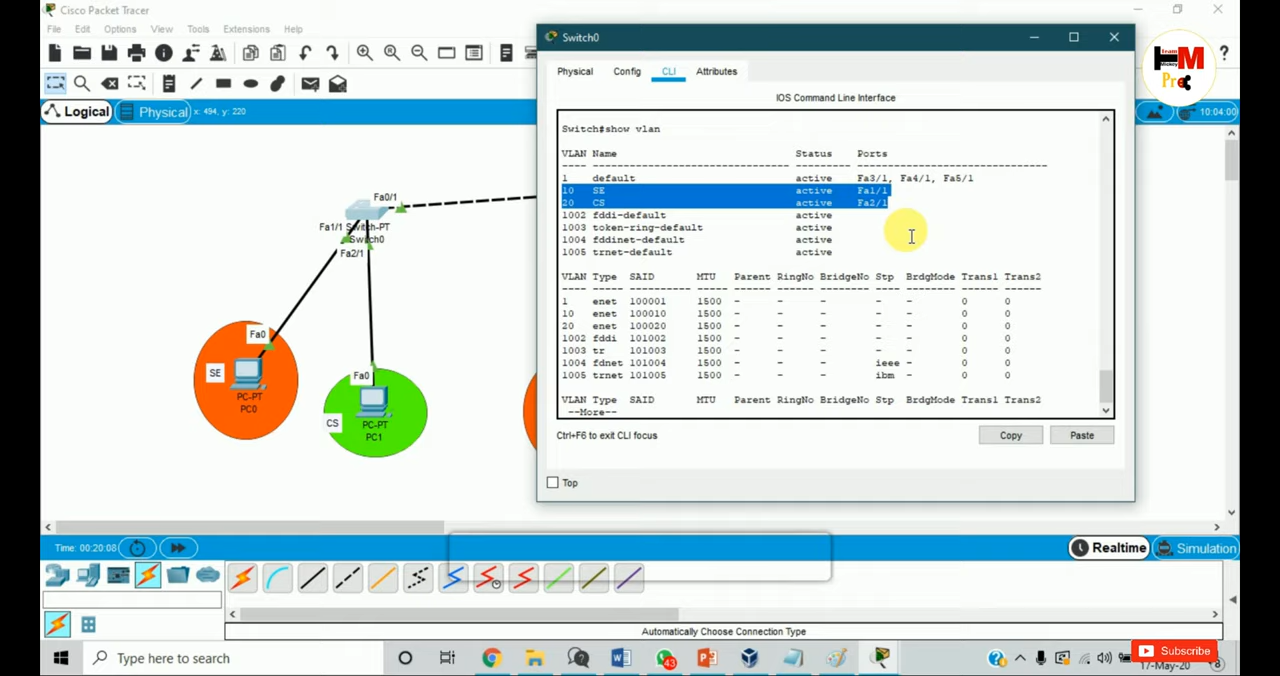 Cisco Packet Tracer
File Edit Options View Tools Extensions Help
Logical Physical x: 494, y: 220
10:04:00
Team
HM
Pro
Switch0
Physical Config CLI Attributes
IOS Command Line Interface
Switch#show vlan
VLAN Name Status Ports
---- -------------------------------- --------- -------------------------------
1 default active Fa3/1, Fa4/1, Fa5/1
10 SE active Fa1/1
20 CS active Fa2/1
1002 fddi-default active
1003 token-ring-default active
1004 fddinet-default active
1005 trnet-default active
VLAN Type SAID MTU Parent RingNo BridgeNo Stp BrdgMode Trans1 Trans2
---- ----- ---------- ----- ------ ------ -------- ---- -------- ------ ------
1 enet 100001 1500 - - - - - 0 0
10 enet 100010 1500 - - - - - 0 0
20 enet 100020 1500 - - - - - 0 0
1002 fddi 101002 1500 - - - - - 0 0
1003 tr 101003 1500 - - - - - 0 0
1004 fdnet 101004 1500 - - - ieee - 0 0
1005 trnet 101005 1500 - - - ibm - 0 0
VLAN Type SAID MTU Parent RingNo BridgeNo Stp BrdgMode Trans1 Trans2
--More--
Ctrl+F6 to exit CLI focus
Copy Paste
Top
Fa0/1
Fa1/1 Switch-PT
Switch0
Fa2/1
Fa0
SE
PC-PT
PC0
Fa0
CS
PC-PT
PC1
Time: 00:20:08
Realtime Simulation
Automatically Choose Connection Type
Type here to search
43
17-May-20
8
Subscribe